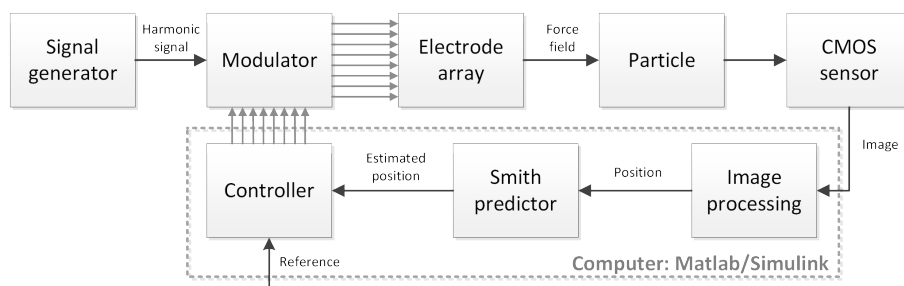 Signal
generator
Harmonic
signal
Modulator
Electrode
array
Force
field
Particle
CMOS
sensor
Image
Controller
Estimated
position
Smith
predictor
Position
Image
processing
Reference
Computer: Matlab/Simulink